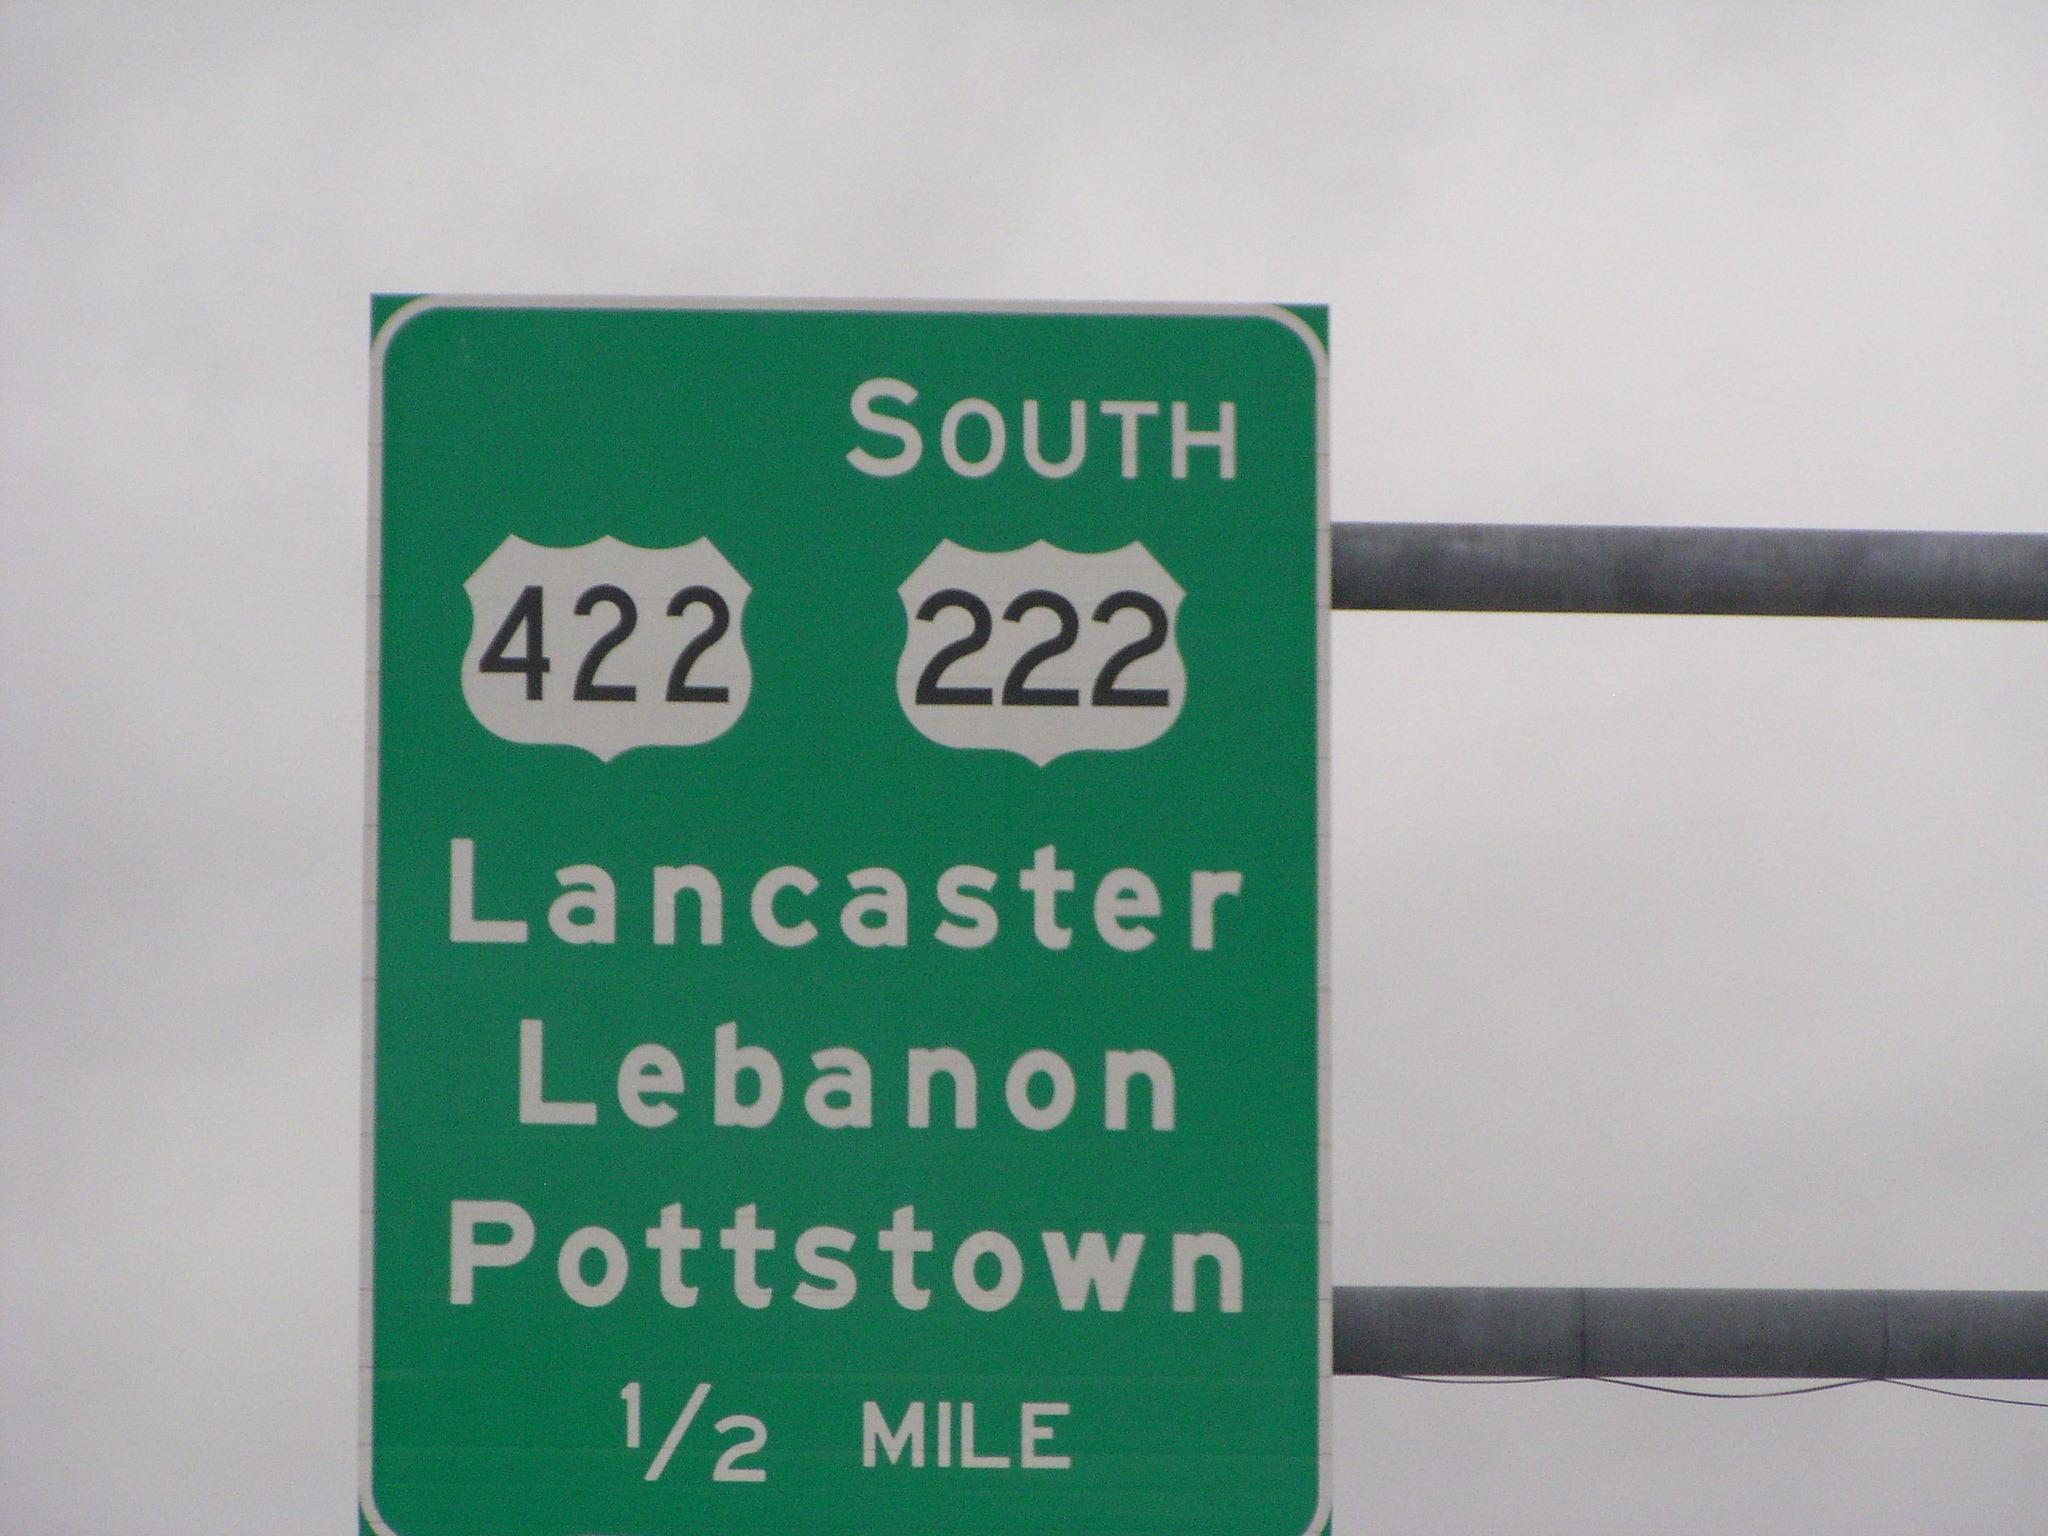 SOUTH
422 222
Lancaster
Lebanon
Pottstown
1/2 MILE